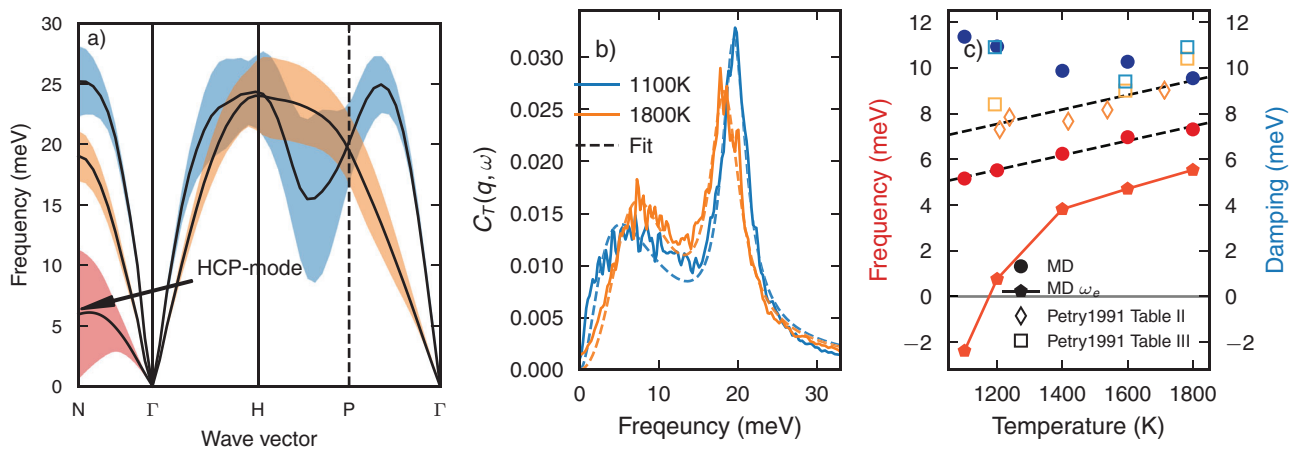 a)
HCP-mode
Frequency (meV)
30
25
20
15
10
5
0
N Γ H P Γ
Wave vector
b)
1100K
1800K
Fit
C_T(q, ω)
0.030
0.025
0.020
0.015
0.010
0.005
0.000
0 10 20 30
Freqeuncy (meV)
c)
Frequency (meV)
12
10
8
6
4
2
0
−2
MD
MD ω_e
Petry1991 Table II
Petry1991 Table III
1200 1400 1600 1800
Temperature (K)
12
10
8
6
4
2
0
−2
Damping (meV)